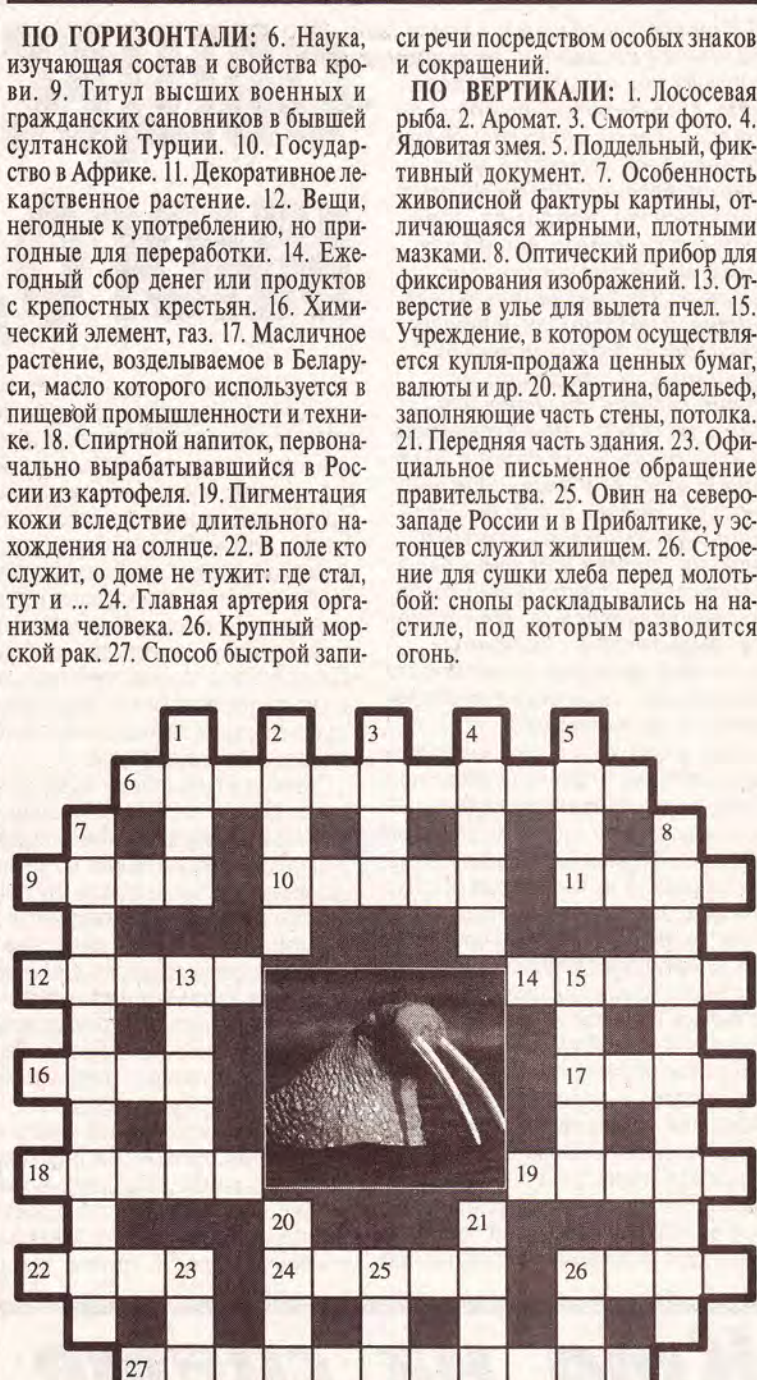 ПО ГОРИЗОНТАЛИ: 6. Наука,
изучающая состав и свойства кро-
ви. 9. Титул высших военных и
гражданских сановников в бывшей
султанской Турции. 10. Государ-
ство в Африке. 11. Декоративное ле-
карственное растение. 12. Вещи,
негодные к употреблению, но при-
годные для переработки. 14. Еже-
годный сбор денег или продуктов
с крепостных крестьян. 16. Хими-
ческий элемент, газ. 17. Масличное
растение, возделываемое в Белару-
си, масло которого используется в
пищевой промышленности и техни-
ке. 18. Спиртной напиток, первона-
чально вырабатывавшийся в Рос-
сии из картофеля. 19. Пигментация
кожи вследствие длительного на-
хождения на солнце. 22. В поле кто
служит, о доме не тужит: где стал,
тут и ... 24. Главная артерия орга-
низма человека. 26. Крупный мор-
ской рак. 27. Способ быстрой запи-
си речи посредством особых знаков
и сокращений.
ПО ВЕРТИКАЛИ: 1. Лососевая
рыба. 2. Аромат. 3. Смотри фото. 4.
Ядовитая змея. 5. Поддельный, фик-
тивный документ. 7. Особенность
живописной фактуры картины, от-
личающаяся жирными, плотными
мазками. 8. Оптический прибор для
фиксирования изображений. 13. От-
верстие в улье для вылета пчел. 15.
Учреждение, в котором осуществля-
ется купля-продажа ценных бумаг,
валюты и др. 20. Картина, барельеф,
заполняющие часть стены, потолка.
21. Передняя часть здания. 23. Офи-
циальное письменное обращение
правительства. 25. Овин на северо-
западе России и в Прибалтике, у эс-
тонцев служил жилищем. 26. Строе-
ние для сушки хлеба перед молоть-
бой: снопы раскладывались на на-
стиле, под которым разводится
огонь.
1 2 3 4 5
6
7 8
9 10 11
12 13 14 15
16 17
18 19
20 21
22 23 24 25 26
27